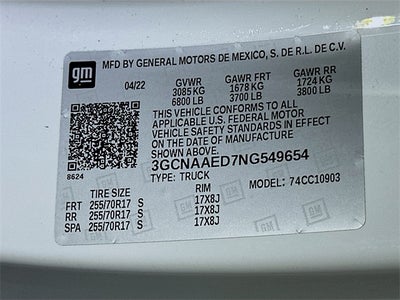 gm
MFD BY GENERAL MOTORS DE MEXICO, S. DE R.L. DE C.V.
04/22 GVWR GAWR FRT GAWR RR
3085 KG 1678 KG 1724 KG
6800 LB 3700 LB 3800 LB
THIS VEHICLE CONFORMS TO ALL
APPLICABLE U.S. FEDERAL MOTOR
VEHICLE SAFETY AND THEFT
PREVENTION STANDARDS IN EFFECT
ON THE DATE OF MANUFACTURE
SHOWN ABOVE.
3GCNAAED7NG549654
8624 TYPE: TRUCK MODEL: 74CC10903
TIRE SIZE RIM
FRT 255/70R17 S 17X8J
RR 255/70R17 S 17X8J
SPA 255/70R17 S 17X8J